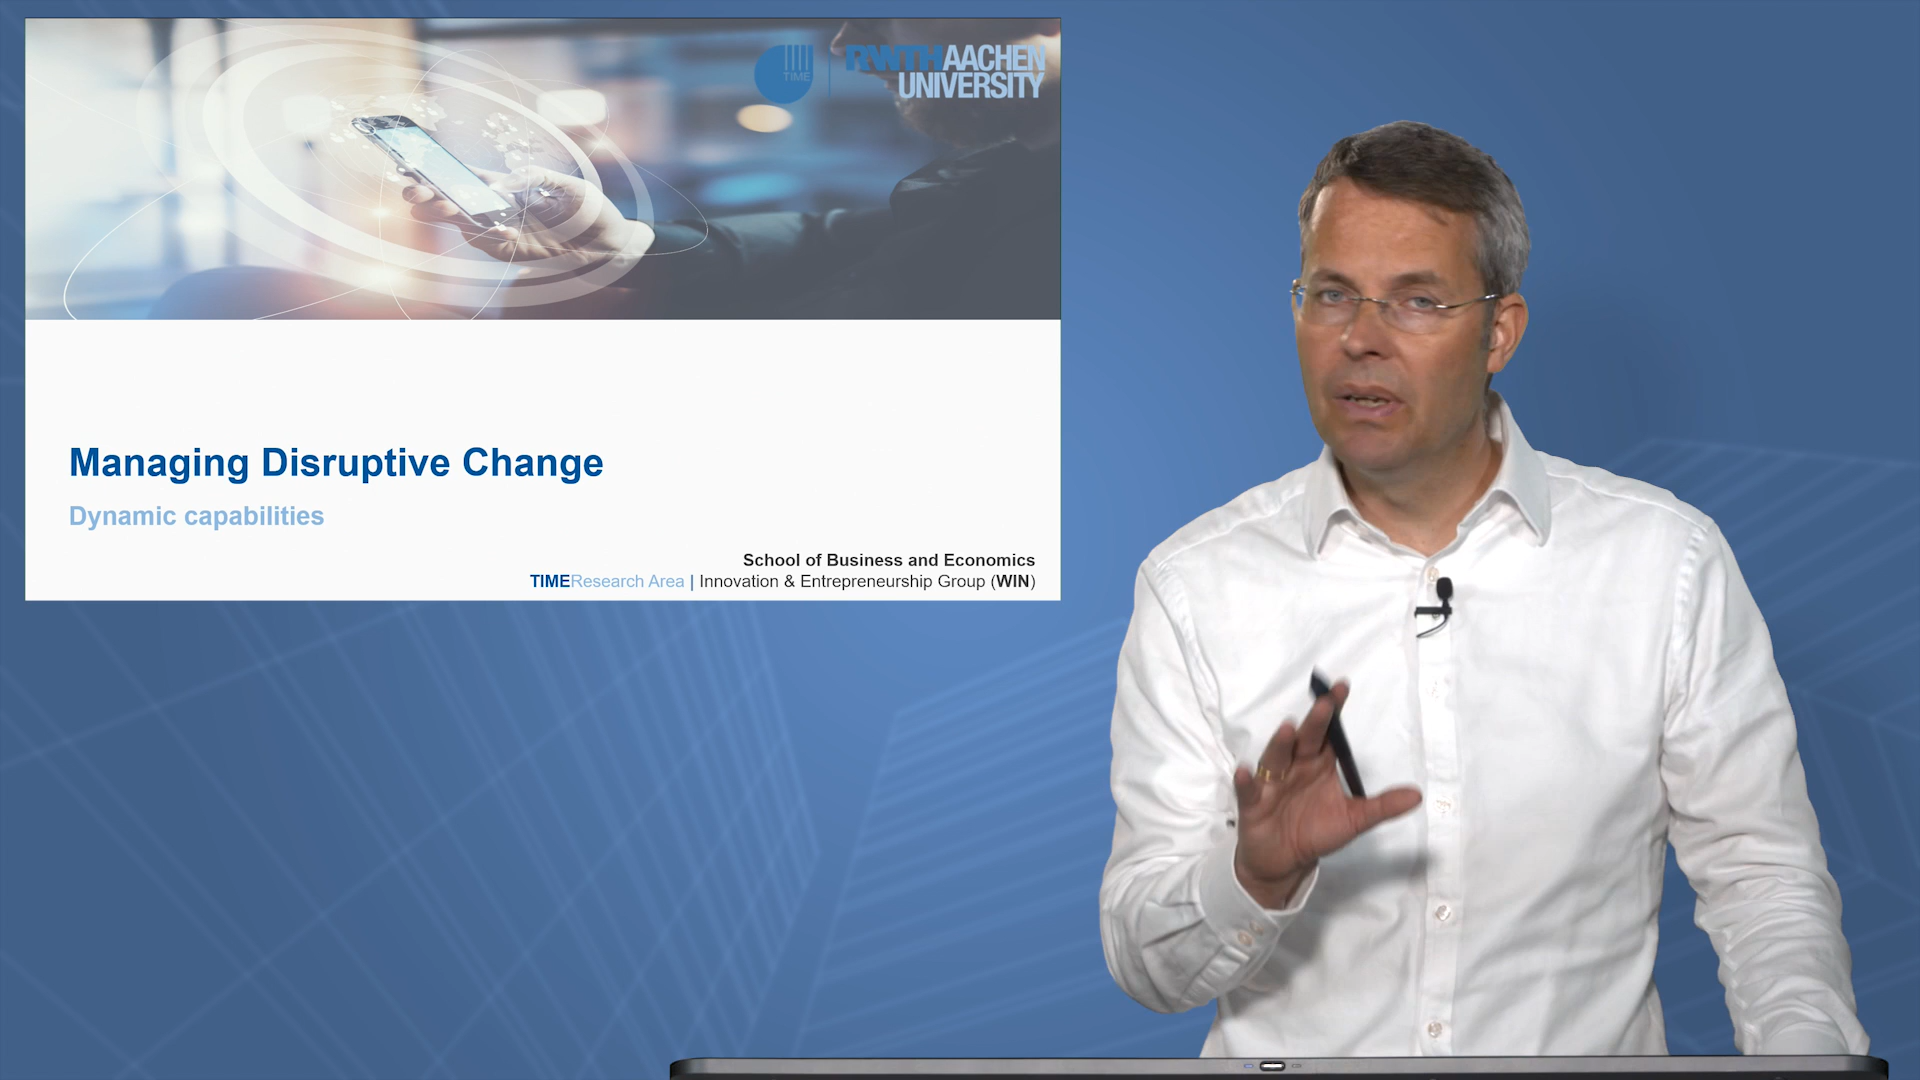 TIME
RWTH AACHEN
UNIVERSITY
Managing Disruptive Change
Dynamic capabilities
School of Business and Economics
TIMEResearch Area | Innovation & Entrepreneurship Group (WIN)